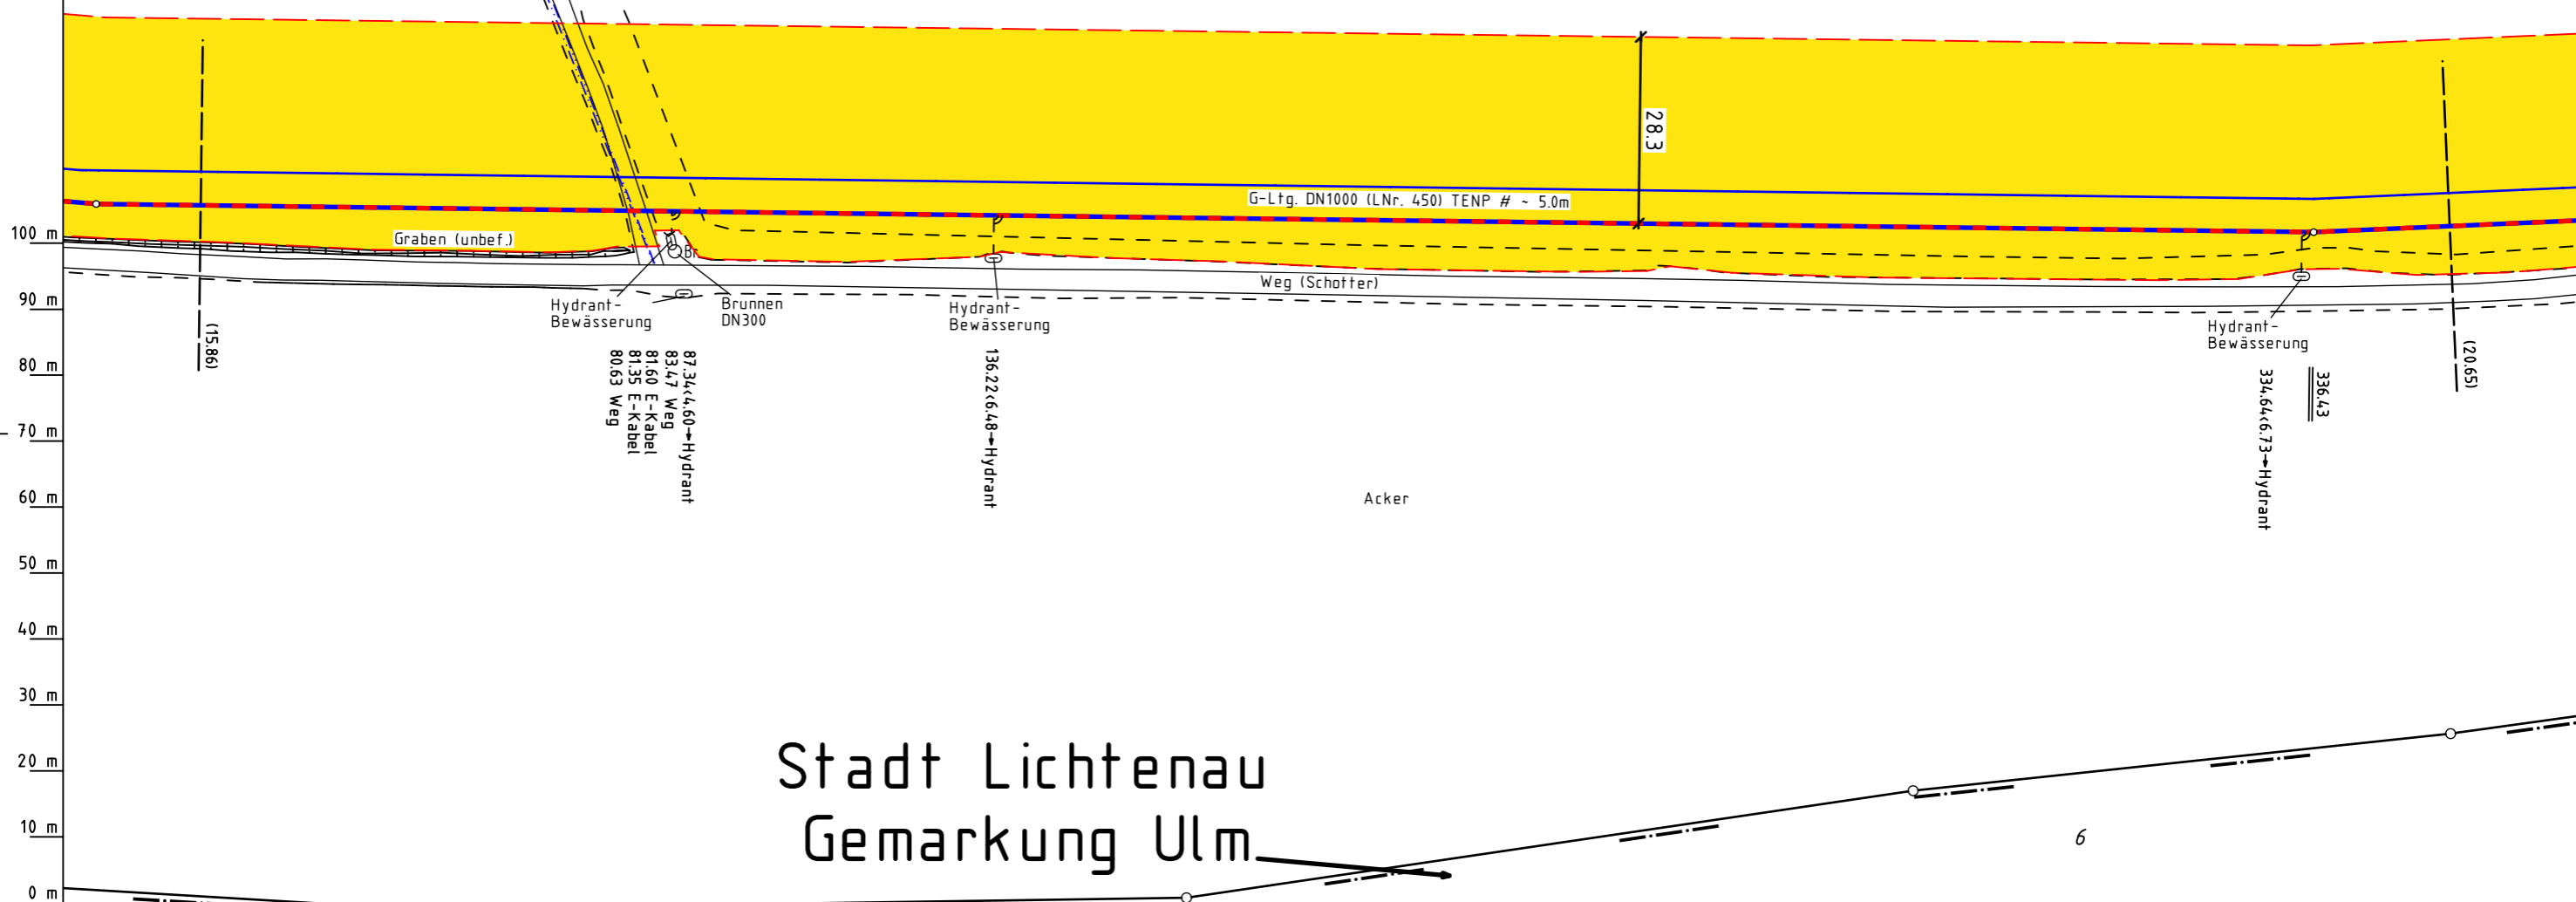 28.3
G-Ltg. DN1000 (LNr. 450) TENP # ~ 5.0m
Graben (unbef.)
Br
Weg (Schotter)
Hydrant-
Bewässerung
Brunnen
DN300
Hydrant-
Bewässerung
Hydrant-
Bewässerung
(15.86)
80.63 Weg
81.35 E-Kabel
81.60 E-Kabel
83.47 Weg
87.34<4.60→Hydrant
136.22<6.48→Hydrant
334.64<6.73→Hydrant
336.43
(20.65)
100 m
90 m
80 m
70 m
60 m
50 m
40 m
30 m
20 m
10 m
0 m
Acker
Stadt Lichtenau
Gemarkung Ulm
6